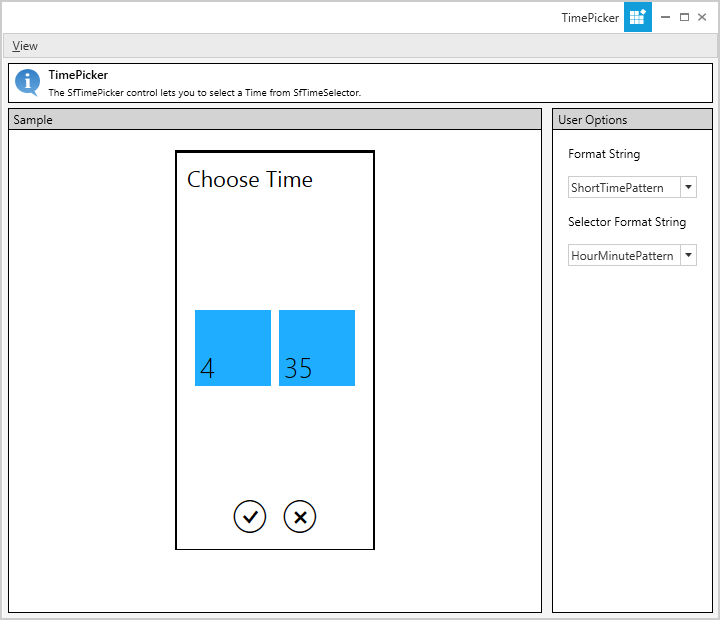 TimePicker
View
TimePicker
The SfTimePicker control lets you to select a Time from SfTimeSelector.
Sample
User Options
Choose Time
Format String
ShortTimePattern
Selector Format String
HourMinutePattern
4 35